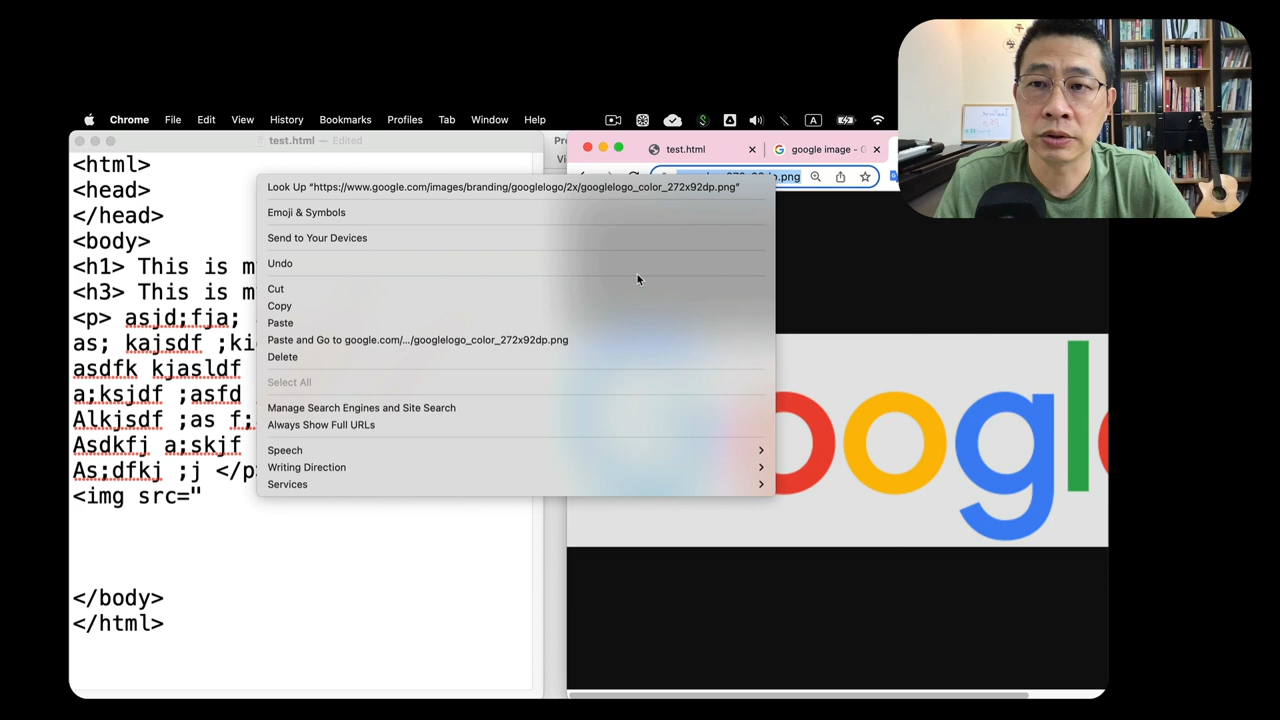 Chrome File Edit View History Bookmarks Profiles Tab Window Help A
test.html — Edited
<html>
<head>
</head>
<body>
<h1> This is m
<h3> This is m
<p> asjd;fja;
as; kajsdf ;ki
asdfk kjasldf
a;ksjdf ;asfd
Alkjsdf ;as f;
Asdkfj a;skjf
As;dfkj ;j </p
<img src="
</body>
</html>
Look Up “https://www.google.com/images/branding/googlelogo/2x/googlelogo_color_272x92dp.png”
Emoji & Symbols
Send to Your Devices
Undo
Cut
Copy
Paste
Paste and Go to google.com/.../googlelogo_color_272x92dp.png
Delete
Select All
Manage Search Engines and Site Search
Always Show Full URLs
Speech
Writing Direction
Services
test.html google image - G
.png
oogl